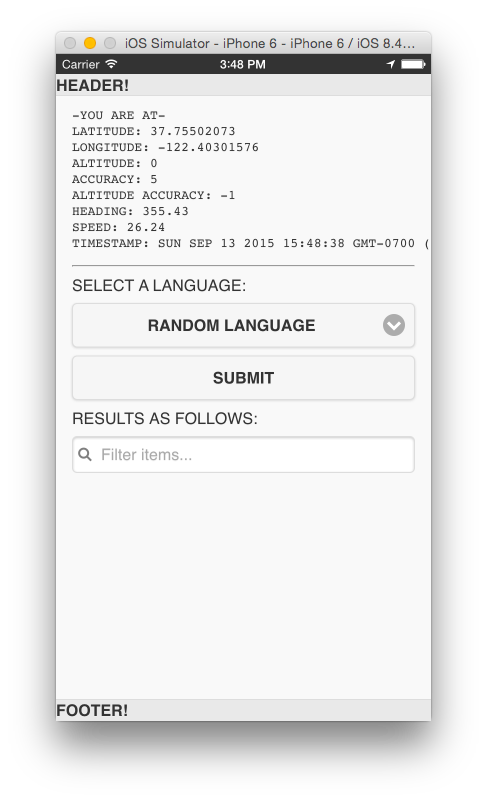 iOS Simulator - iPhone 6 - iPhone 6 / iOS 8.4...
Carrier 3:48 PM
HEADER!
-YOU ARE AT-
LATITUDE: 37.75502073
LONGITUDE: -122.40301576
ALTITUDE: 0
ACCURACY: 5
ALTITUDE ACCURACY: -1
HEADING: 355.43
SPEED: 26.24
TIMESTAMP: SUN SEP 13 2015 15:48:38 GMT-0700 (
SELECT A LANGUAGE:
RANDOM LANGUAGE
SUBMIT
RESULTS AS FOLLOWS:
Filter items...
FOOTER!